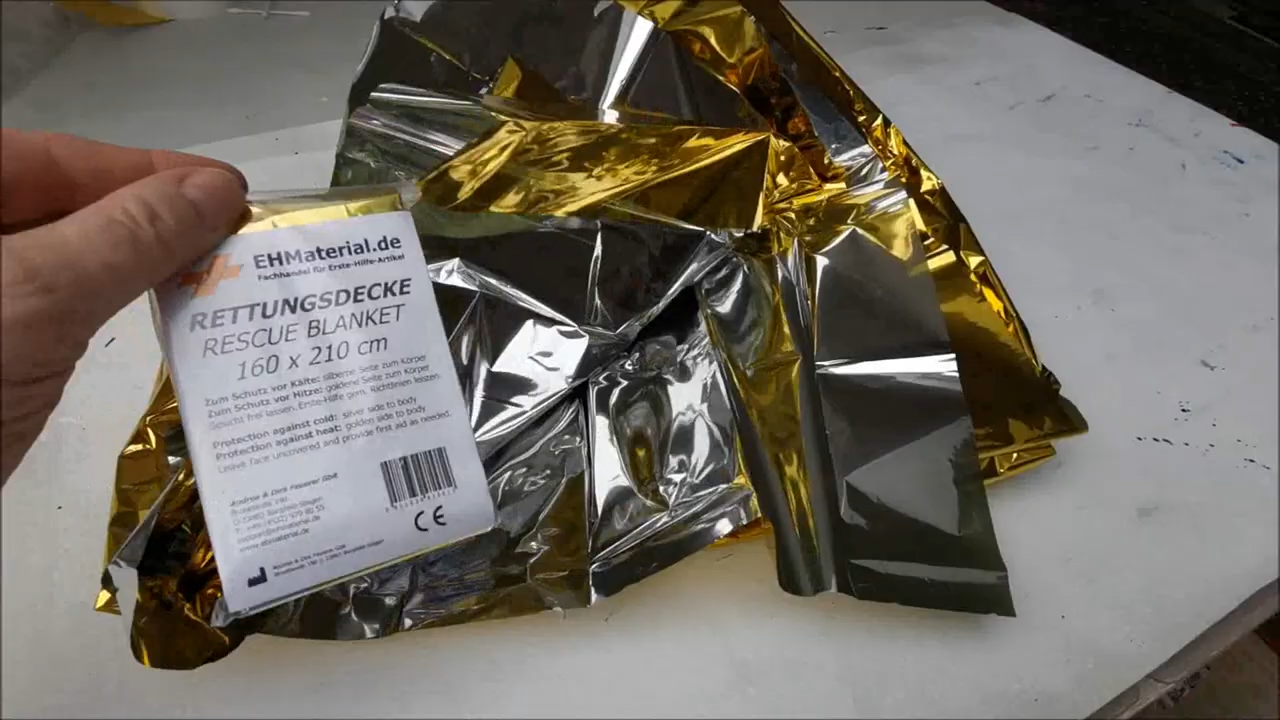 EHMaterial.de
Fachhandel für Erste-Hilfe-Artikel
RETTUNGSDECKE
RESCUE BLANKET
160 x 210 cm
Zum Schutz vor Kälte: silberne Seite zum Körper
Zum Schutz vor Hitze: goldene Seite zum Körper
Gesicht frei lassen, Erste-Hilfe gem. Richtlinien leisten.
Protection against cold: silver side to body
Protection against heat: golden side to body
Leave face uncovered and provide first aid as needed.
www.ehmaterial.de
CE